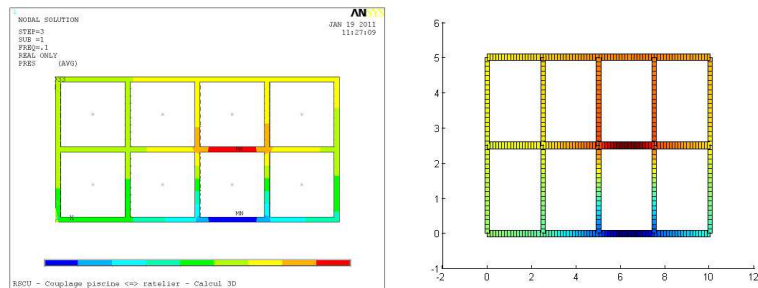 1
ANSYS
NODAL SOLUTION
JAN 19 2011
11:27:09
STEP=3
SUB =1
FREQ=.1
REAL ONLY
PRES (AVG)
MX
MN
RSCU - Couplage piscine <=> ratelier - Calcul 3D
6
5
4
3
2
1
0
-1
-2 0 2 4 6 8 10 12